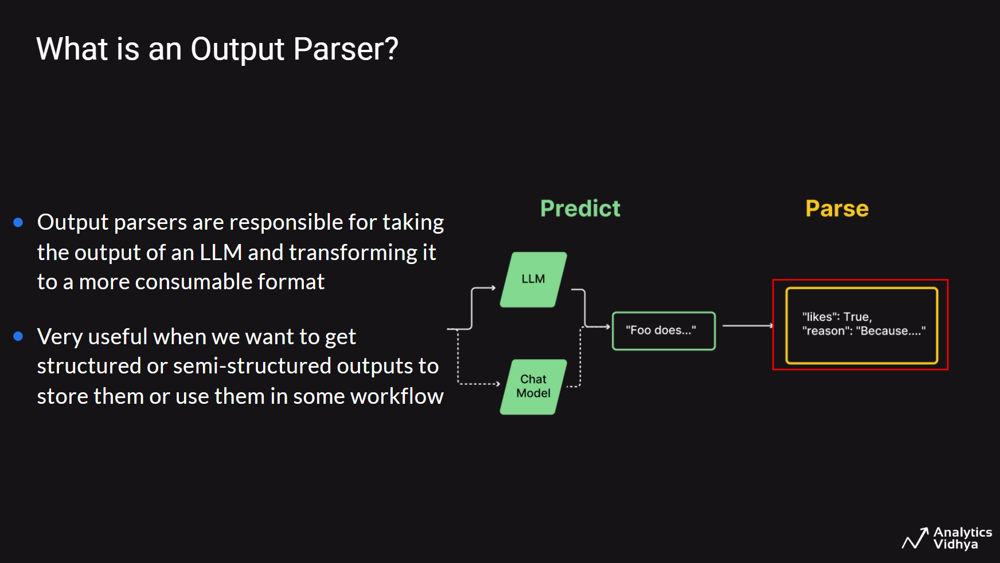 What is an Output Parser?
Output parsers are responsible for taking
the output of an LLM and transforming it
to a more consumable format
Very useful when we want to get
structured or semi-structured outputs to
store them or use them in some workflow
Predict
Parse
LLM
"Foo does..."
Chat
Model
"likes": True,
"reason": "Because...."
Analytics
Vidhya